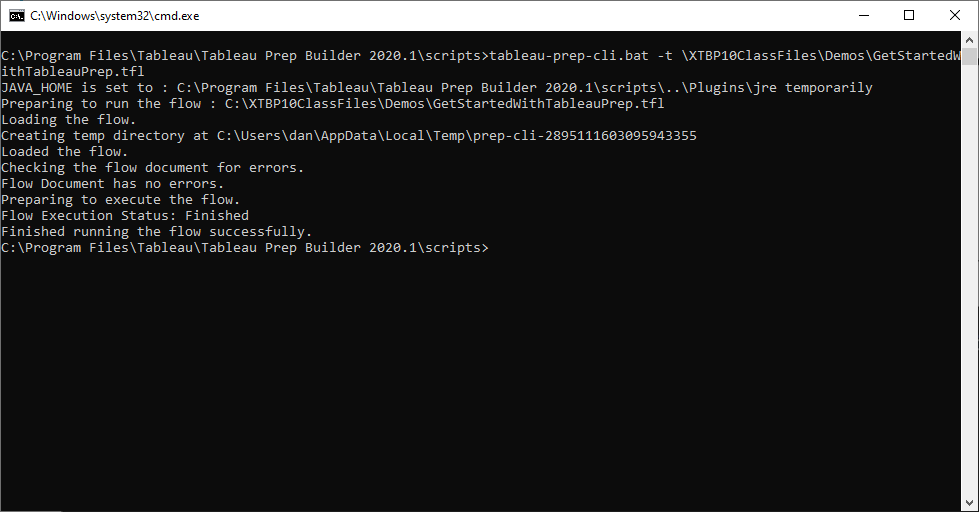 C:\Windows\system32\cmd.exe
C:\Program Files\Tableau\Tableau Prep Builder 2020.1\scripts>tableau-prep-cli.bat -t \XTBP10ClassFiles\Demos\GetStartedW
ithTableauPrep.tfl
JAVA_HOME is set to : C:\Program Files\Tableau\Tableau Prep Builder 2020.1\scripts\..\Plugins\jre temporarily
Preparing to run the flow : C:\XTBP10ClassFiles\Demos\GetStartedWithTableauPrep.tfl
Loading the flow.
Creating temp directory at C:\Users\dan\AppData\Local\Temp\prep-cli-2895111603095943355
Loaded the flow.
Checking the flow document for errors.
Flow Document has no errors.
Preparing to execute the flow.
Flow Execution Status: Finished
Finished running the flow successfully.
C:\Program Files\Tableau\Tableau Prep Builder 2020.1\scripts>